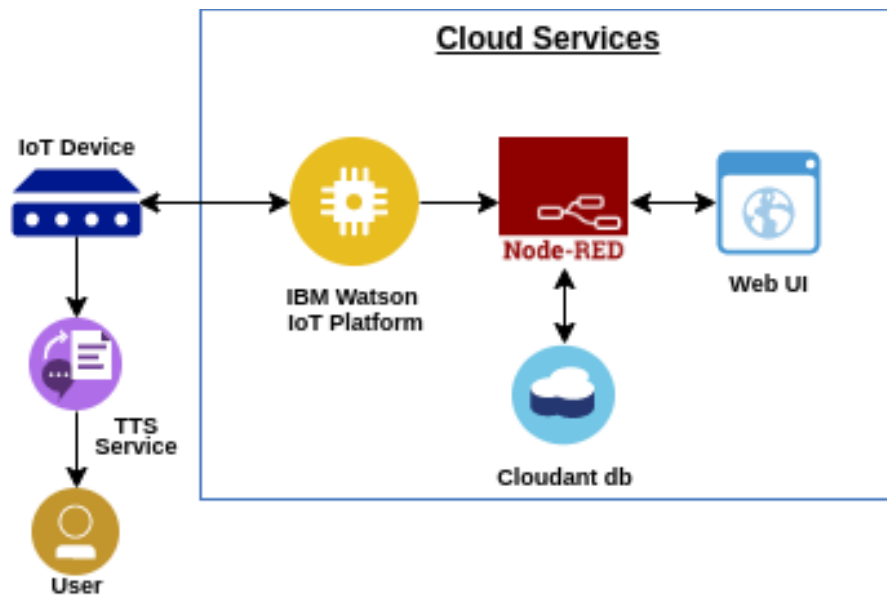 Cloud Services
IoT Device
Node-RED
IBM Watson
IoT Platform
Web UI
TTS
Service
Cloudant db
User